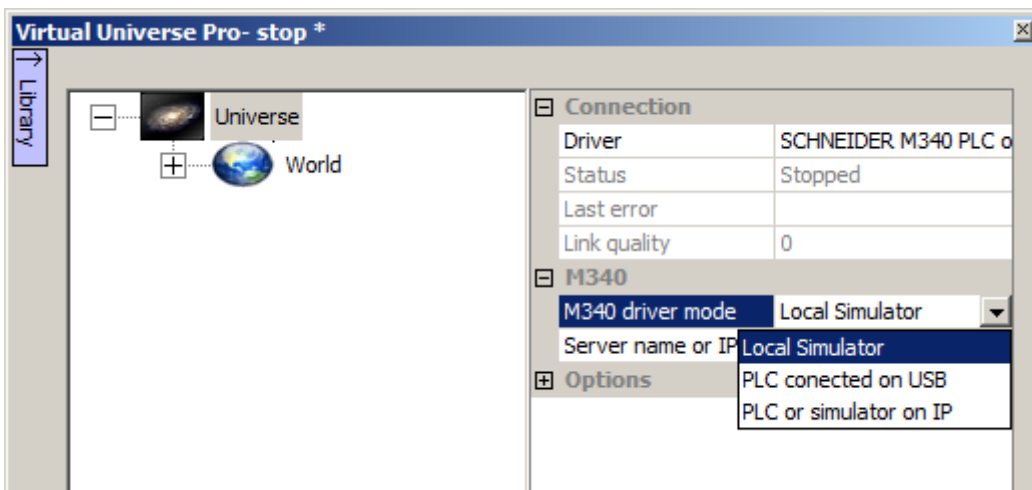 Virtual Universe Pro- stop *
Library
Universe
World
Connection
Driver SCHNEIDER M340 PLC o
Status Stopped
Last error
Link quality 0
M340
M340 driver mode Local Simulator
Server name or IP
Local Simulator
Options
PLC conected on USB
PLC or simulator on IP